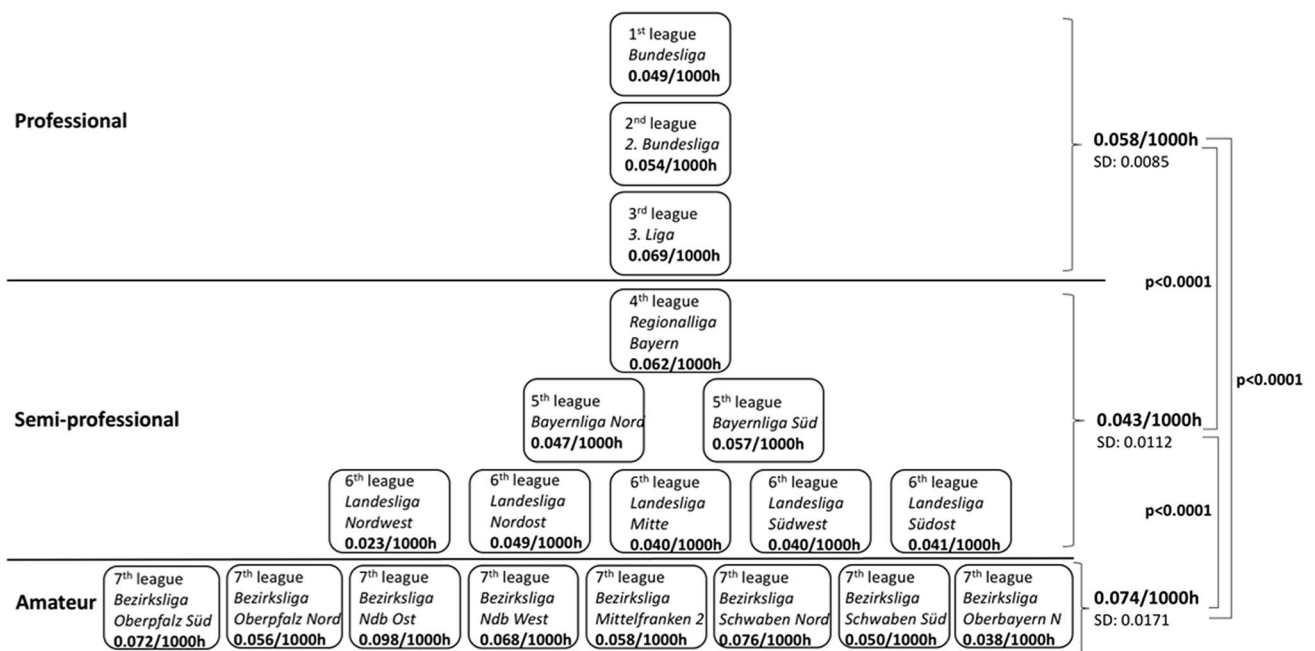 Professional
1st league
Bundesliga
0.049/1000h
2nd league
2. Bundesliga
0.054/1000h
3rd league
3. Liga
0.069/1000h
0.058/1000h
SD: 0.0085
p<0.0001
p<0.0001
Semi-professional
4th league
Regionalliga
Bayern
0.062/1000h
5th league
Bayernliga Nord
0.047/1000h
5th league
Bayernliga Süd
0.057/1000h
6th league
Landesliga
Nordwest
0.023/1000h
6th league
Landesliga
Nordost
0.049/1000h
6th league
Landesliga
Mitte
0.040/1000h
6th league
Landesliga
Südwest
0.040/1000h
6th league
Landesliga
Südost
0.041/1000h
0.043/1000h
SD: 0.0112
p<0.0001
Amateur
7th league
Bezirksliga
Oberpfalz Süd
0.072/1000h
7th league
Bezirksliga
Oberpfalz Nord
0.056/1000h
7th league
Bezirksliga
Ndb Ost
0.098/1000h
7th league
Bezirksliga
Ndb West
0.068/1000h
7th league
Bezirksliga
Mittelfranken 2
0.058/1000h
7th league
Bezirksliga
Schwaben Nord
0.076/1000h
7th league
Bezirksliga
Schwaben Süd
0.050/1000h
7th league
Bezirksliga
Oberbayern N
0.038/1000h
0.074/1000h
SD: 0.0171